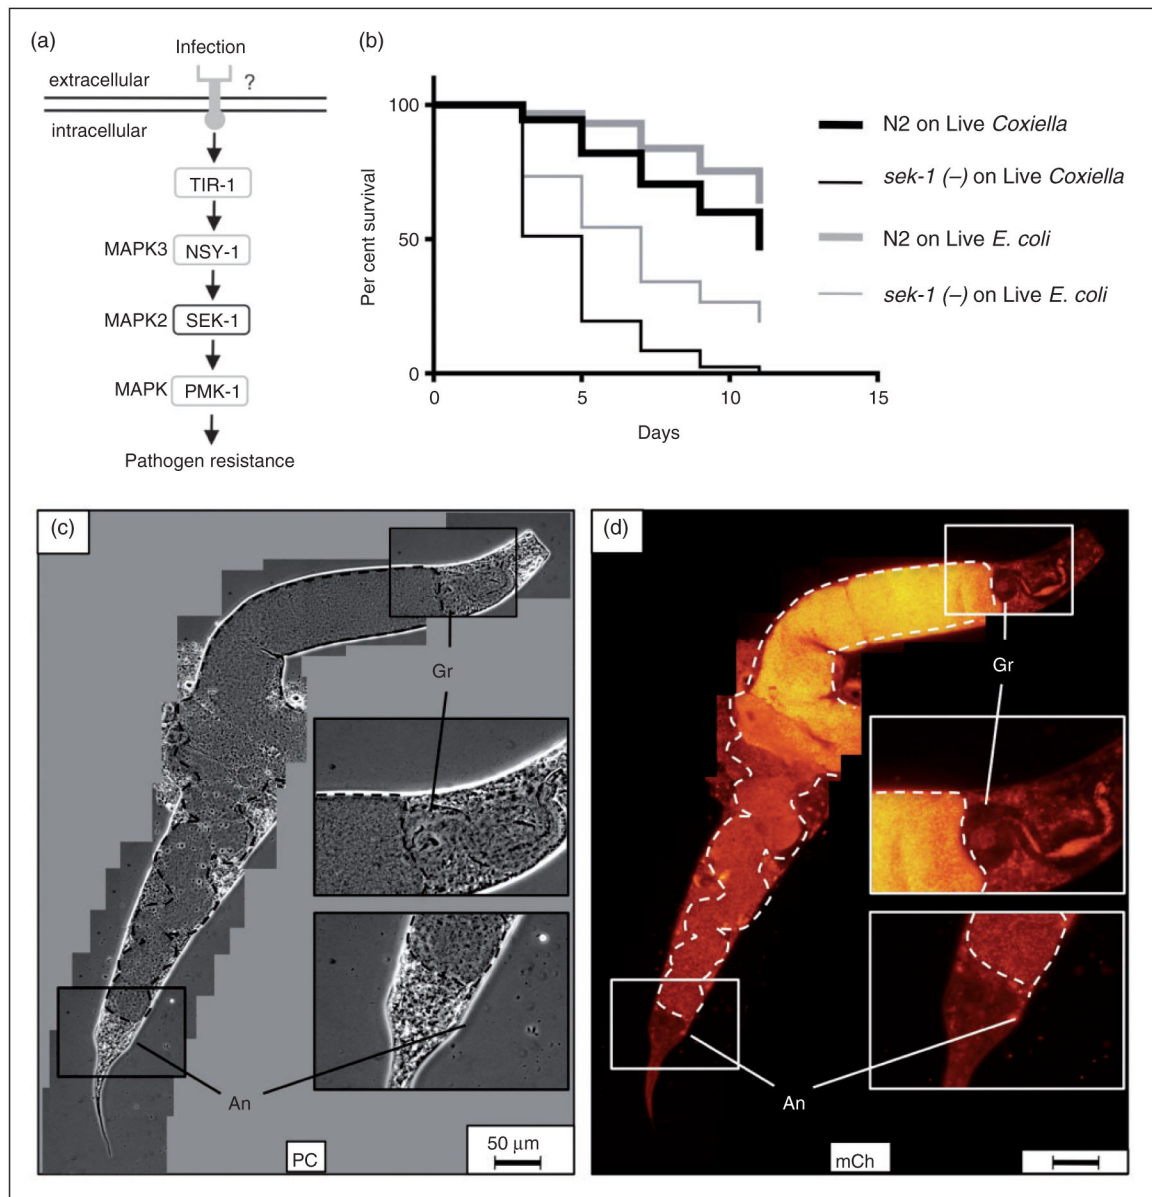 (a)
Infection
extracellular
?
intracellular
TIR-1
MAPK3 NSY-1
MAPK2 SEK-1
MAPK PMK-1
Pathogen resistance
(b)
100
50
0
Per cent survival
0 5 10 15
Days
N2 on Live Coxiella
sek-1 (–) on Live Coxiella
N2 on Live E. coli
sek-1 (–) on Live E. coli
(c)
Gr
An
PC
50 μm
(d)
Gr
An
mCh